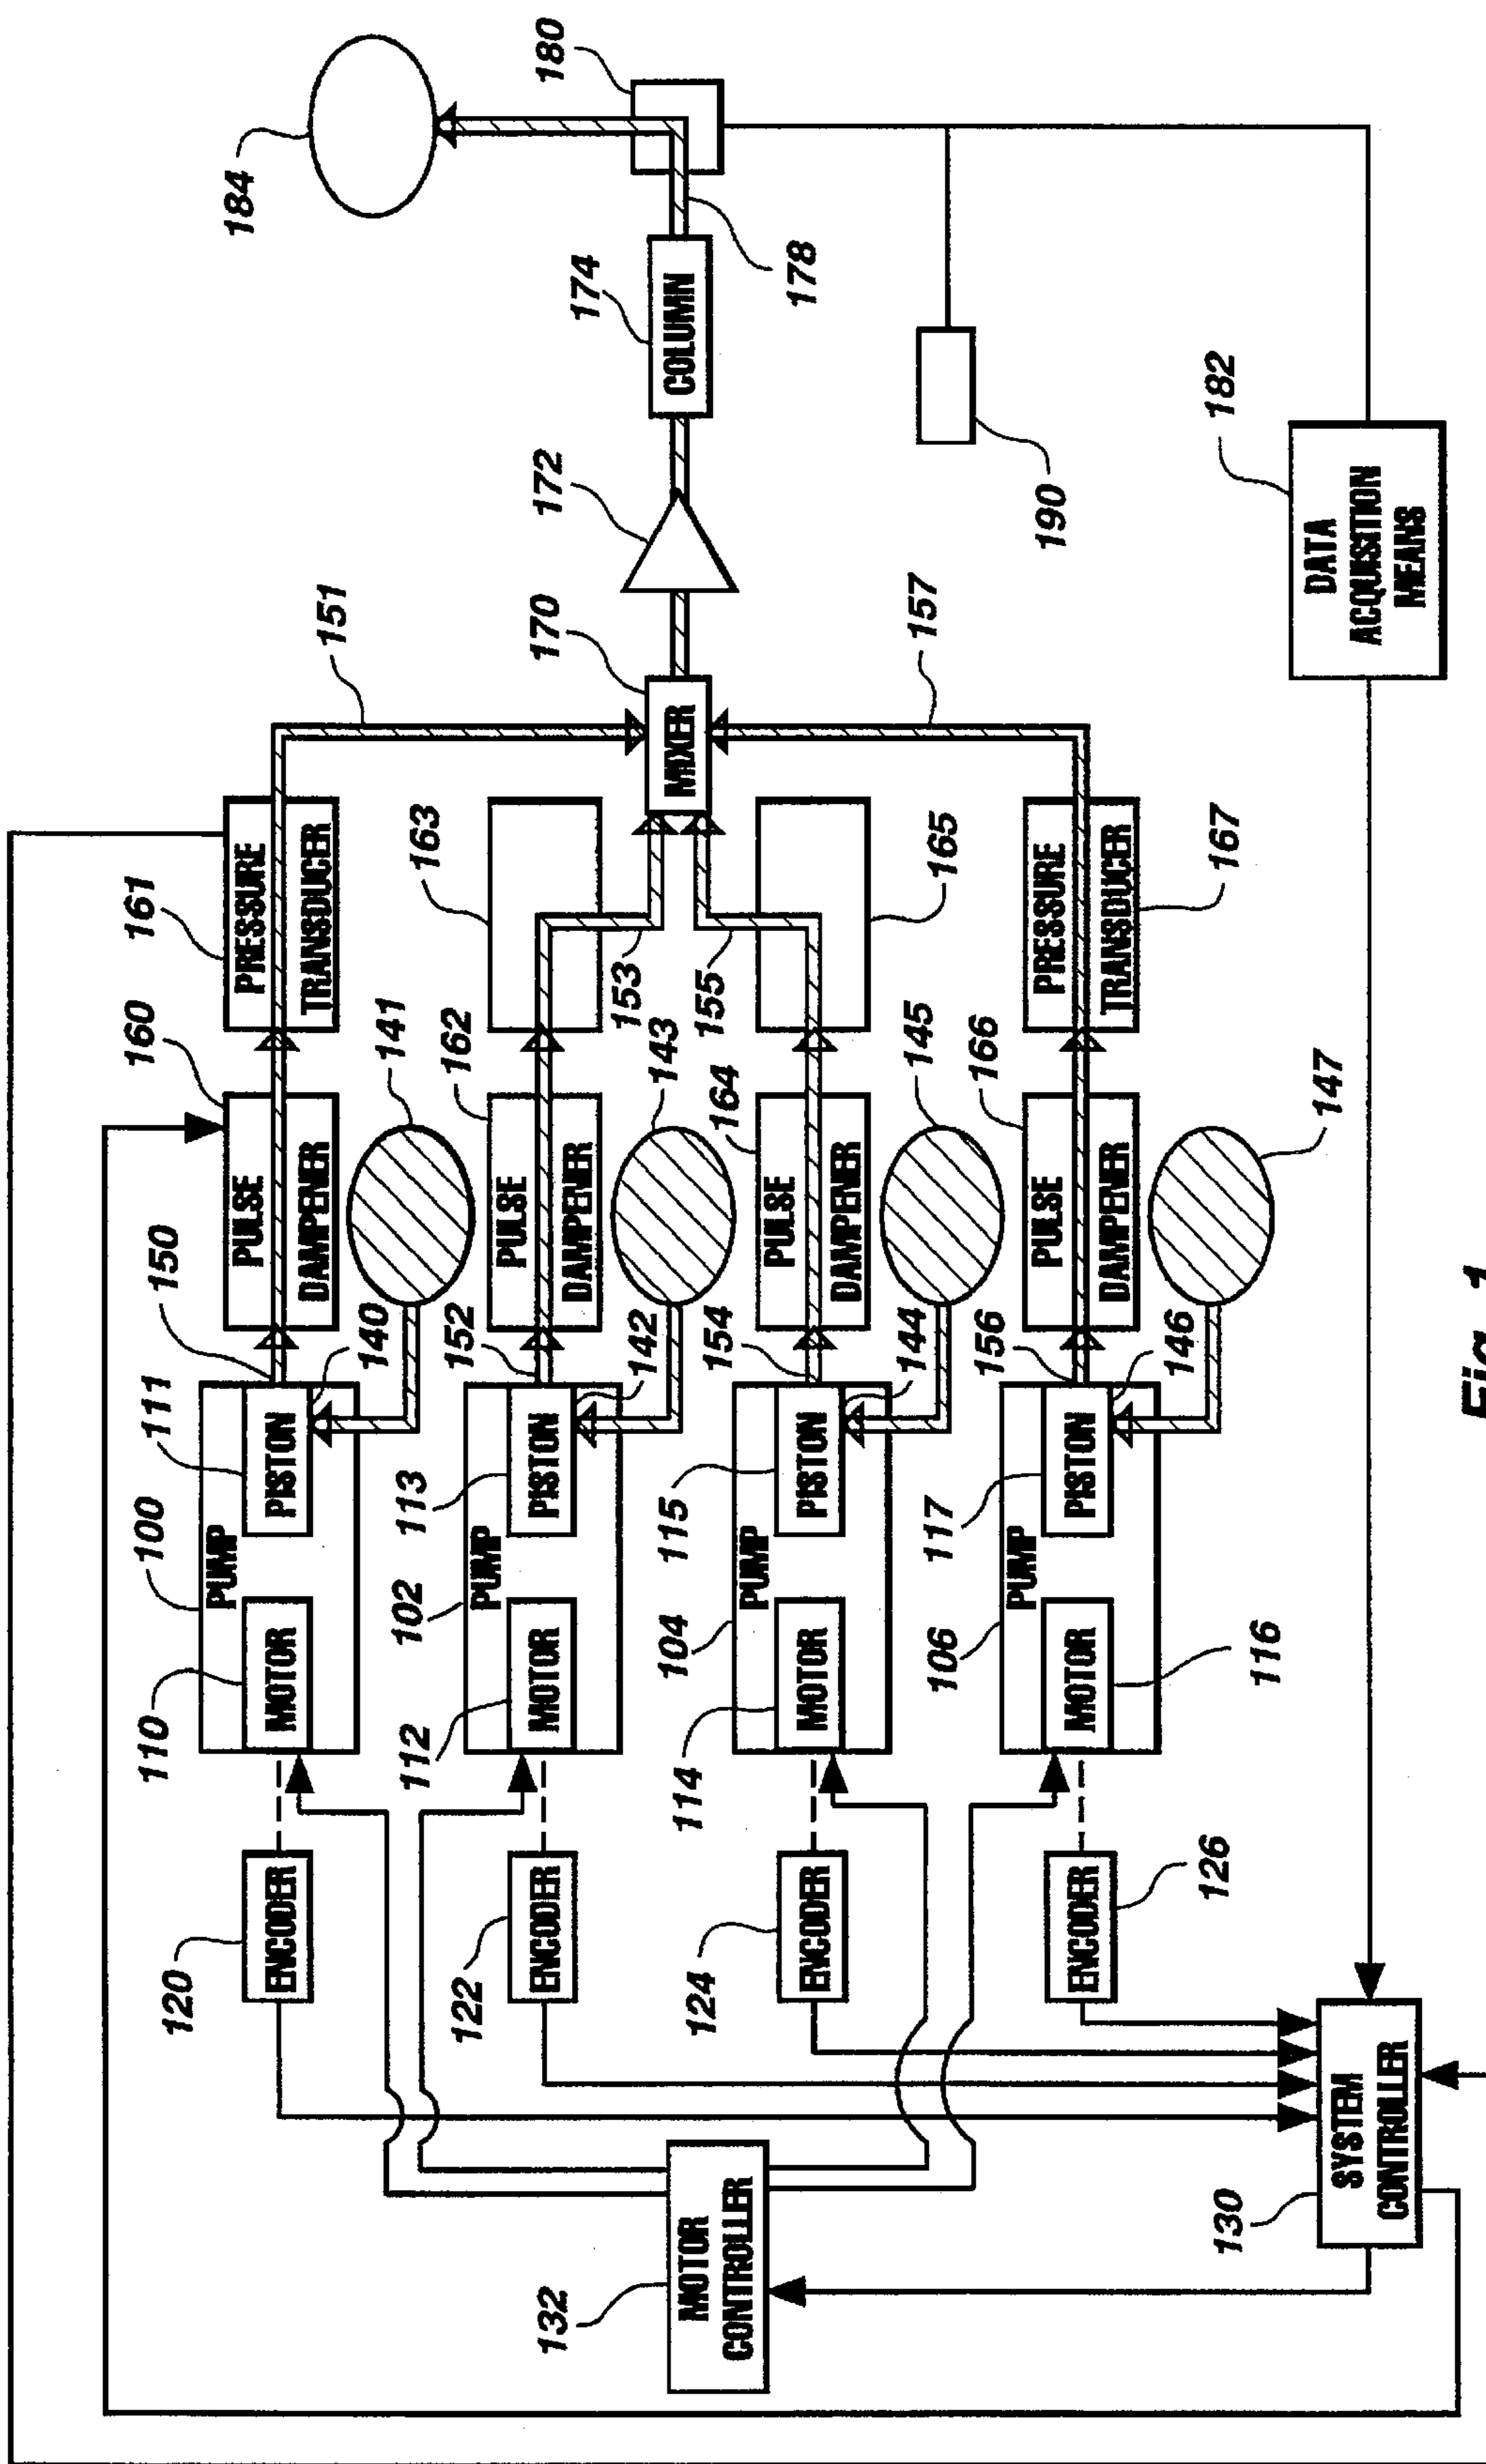 120
ENCODER
110
100
PUMP
MOTOR
111
PISTON
150
140
160
PULSE
DAMPENER
141
161
PRESSURE
TRANSDUCER
151
184
122
ENCODER
112
102
PUMP
MOTOR
113
PISTON
152
142
162
PULSE
DAMPENER
143
163
153
132
MOTOR
CONTROLLER
170
MIXER
172
174
COLUMN
178
180
124
ENCODER
114
104
PUMP
MOTOR
115
PISTON
154
144
164
PULSE
DAMPENER
145
155
165
157
190
126
ENCODER
116
106
PUMP
MOTOR
117
PISTON
156
146
166
PULSE
DAMPENER
147
PRESSURE
TRANSDUCER
167
130
SYSTEM
CONTROLLER
182
DATA
ACQUISITION
MEANS
Fig. 1